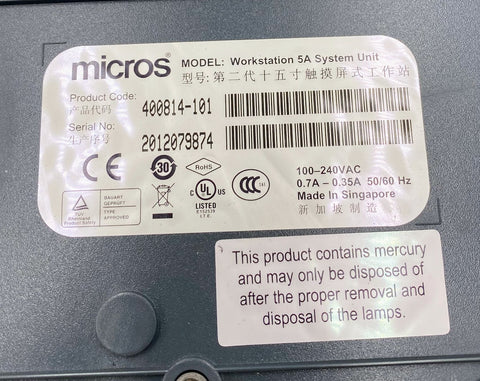 micros®
MODEL: Workstation 5A System Unit
型号: 第二代十五寸触摸屏式工作站
Product Code: 400814-101
产品代码
Serial No: 2012079874
生产序号
CE
30
RoHS
CCC
TÜV
Rheinland
Product Safety
BAUART
GEPRUFT
TYPE
APPROVED
UL US
LISTED
E152539
I.T.E.
100–240VAC
0.7A – 0.35A 50/60 Hz
Made In Singapore
新加坡制造
This product contains mercury
and may only be disposed of
after the proper removal and
disposal of the lamps.